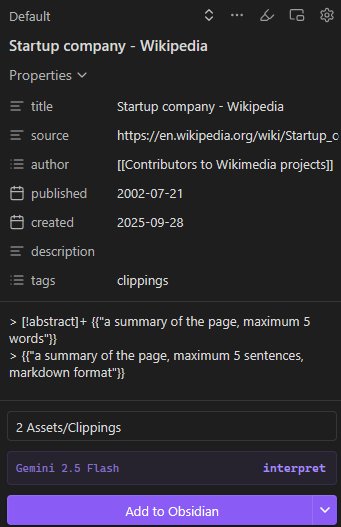 Default
Startup company - Wikipedia
Properties
title Startup company - Wikipedia
source https://en.wikipedia.org/wiki/Startup_c
author [[Contributors to Wikimedia projects]]
published 2002-07-21
created 2025-09-28
description
tags clippings
> [!abstract]+ {{"a summary of the page, maximum 5
words"}}
> {{"a summary of the page, maximum 5 sentences,
markdown format"}}
2 Assets/Clippings
Gemini 2.5 Flash interpret
Add to Obsidian